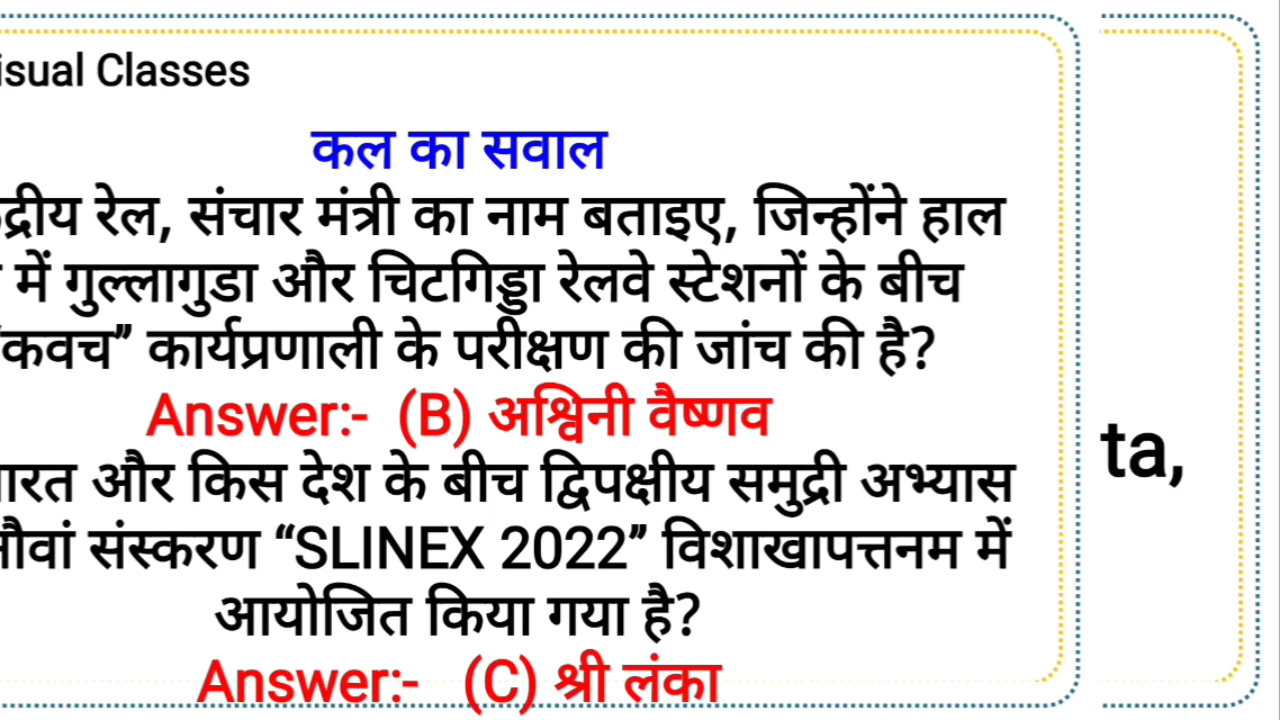 isual Classes
कल का सवाल
द्रीय रेल, संचार मंत्री का नाम बताइए, जिन्होंने हाल
में गुल्लागुडा और चिटगिड्डा रेलवे स्टेशनों के बीच
“कवच” कार्यप्रणाली के परीक्षण की जांच की है?
Answer:- (B) अश्विनी वैष्णव
ारत और किस देश के बीच द्विपक्षीय समुद्री अभ्यास
ta,
नौवां संस्करण “SLINEX 2022” विशाखापत्तनम में
आयोजित किया गया है?
Answer:- (C) श्री लंका